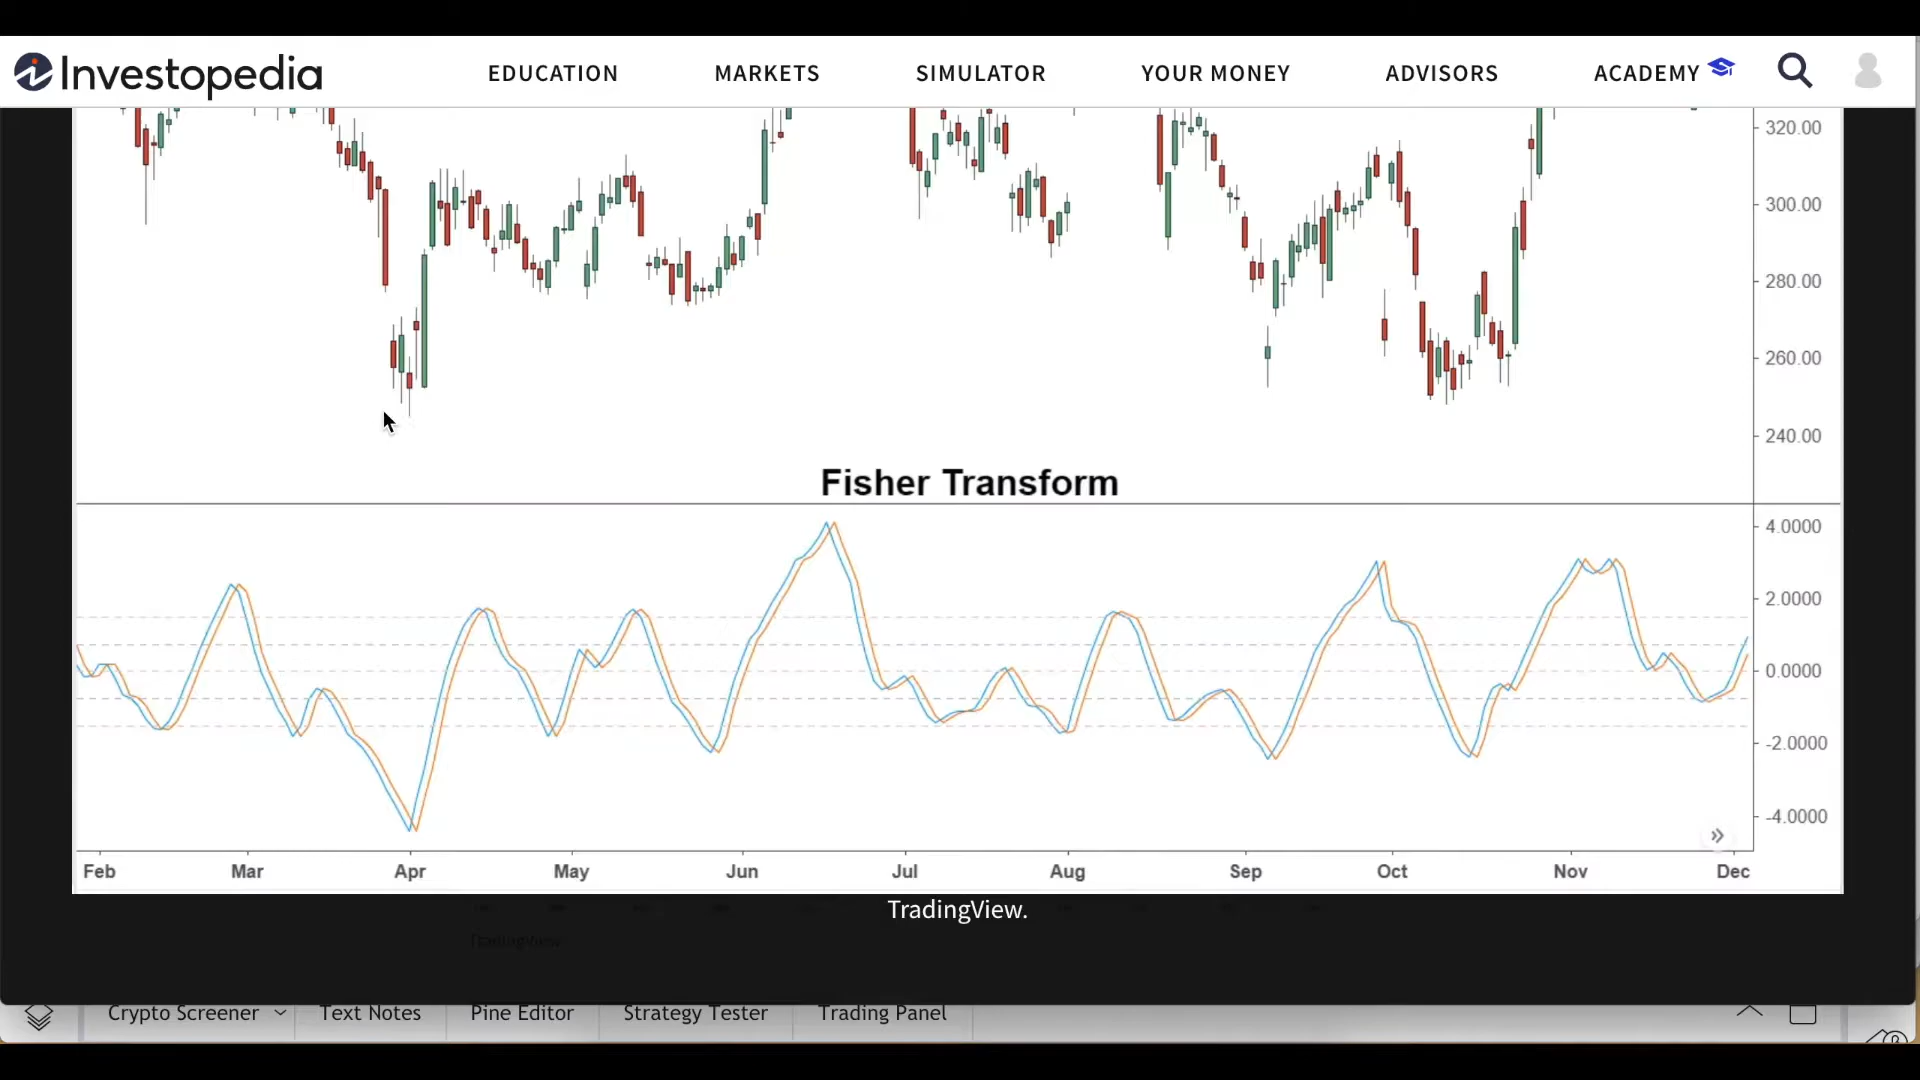 Investopedia EDUCATION MARKETS SIMULATOR YOUR MONEY ADVISORS ACADEMY
320.00
300.00
280.00
260.00
240.00
Fisher Transform
4.0000
2.0000
0.0000
-2.0000
-4.0000
Feb Mar Apr May Jun Jul Aug Sep Oct Nov Dec
TradingView.
TradingView
Crypto Screener Text Notes Pine Editor Strategy Tester Trading Panel